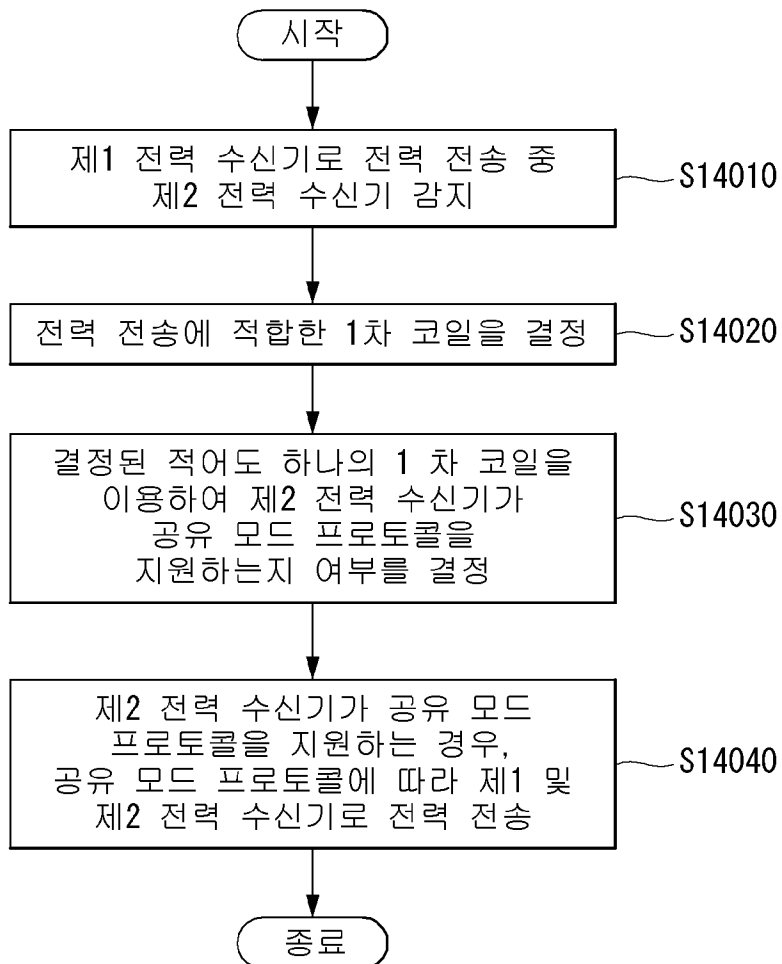 시작
제1 전력 수신기로 전력 전송 중
제2 전력 수신기 감지
S14010
전력 전송에 적합한 1차 코일을 결정
S14020
결정된 적어도 하나의 1 차 코일을
이용하여 제2 전력 수신기가
공유 모드 프로토콜을
지원하는지 여부를 결정
S14030
제2 전력 수신기가 공유 모드
프로토콜을 지원하는 경우,
공유 모드 프로토콜에 따라 제1 및
제2 전력 수신기로 전력 전송
S14040
종료